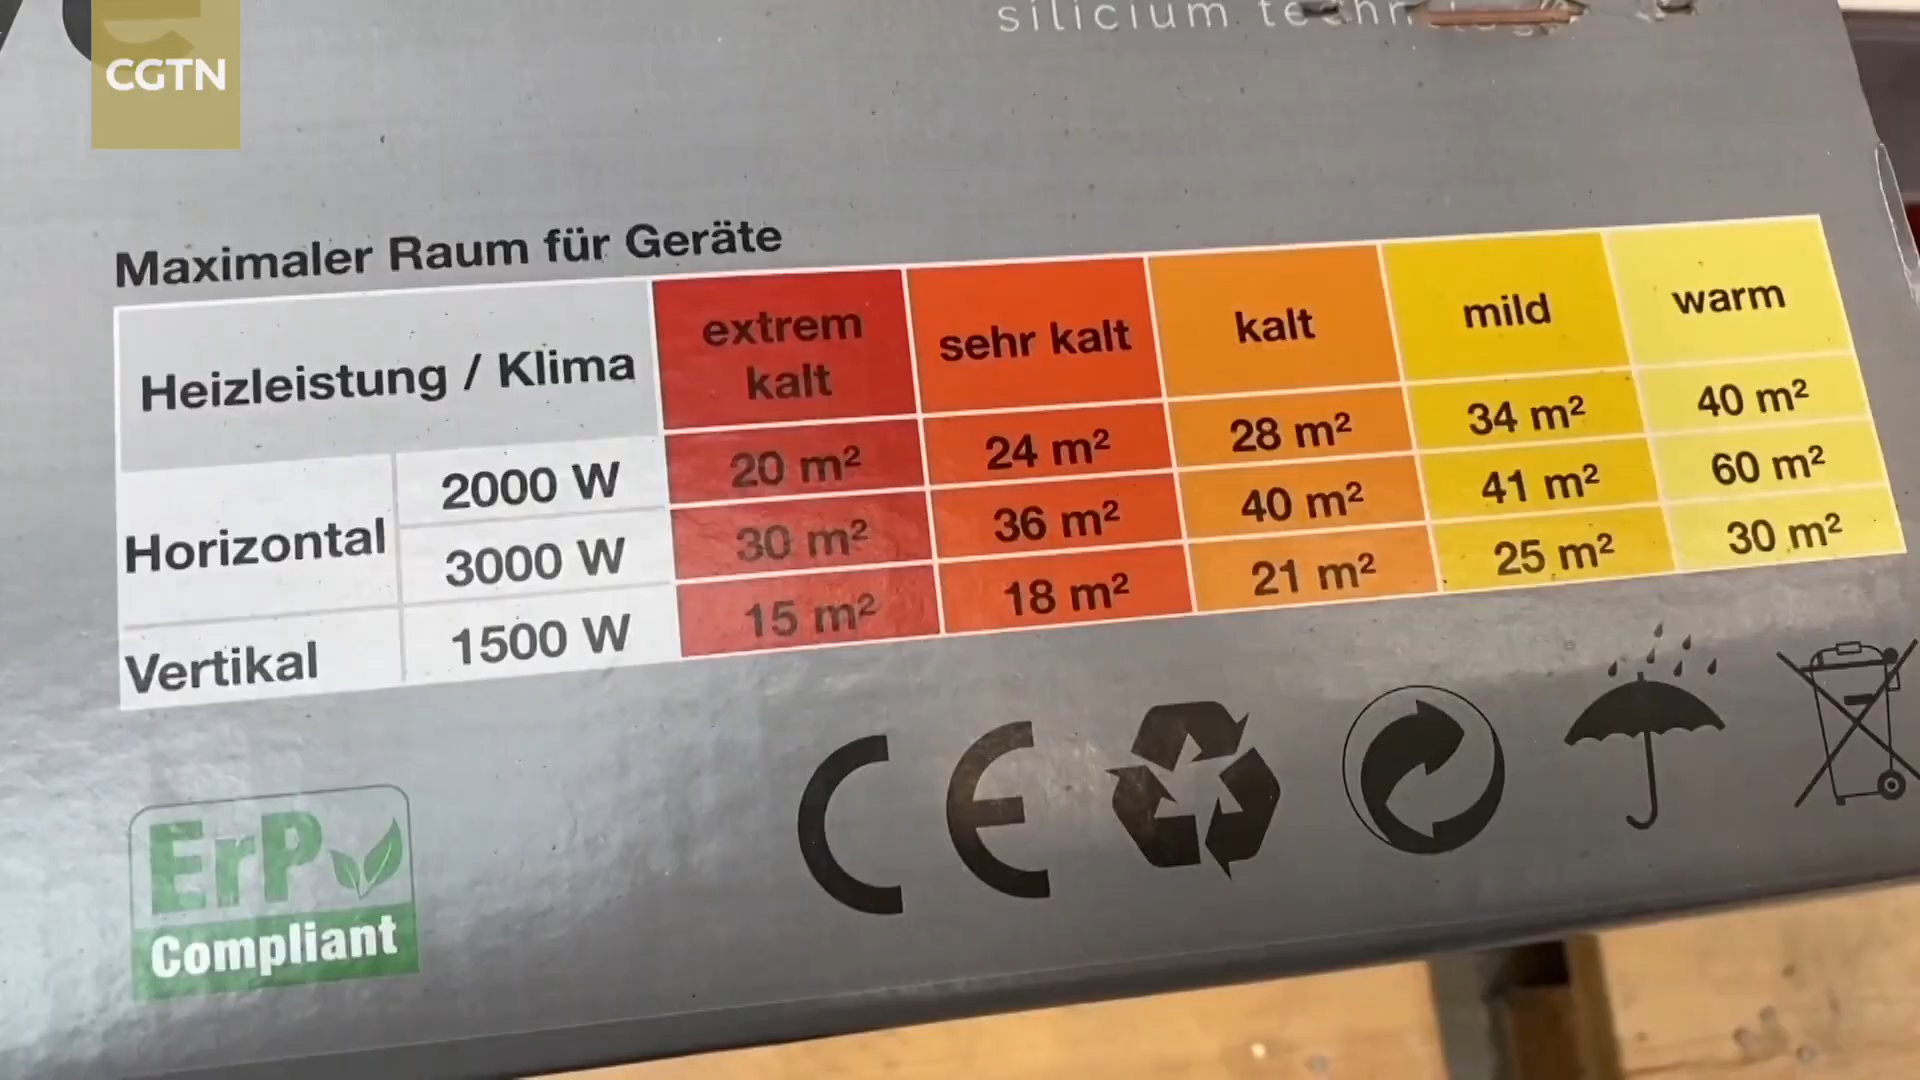 silicium
CGTN
Maximaler Raum für Geräte
Heizleistung / Klima extrem kalt sehr kalt kalt mild warm
Horizontal 2000 W 20 m² 24 m² 28 m² 34 m² 40 m²
3000 W 30 m² 36 m² 40 m² 41 m² 60 m²
Vertikal 1500 W 15 m² 18 m² 21 m² 25 m² 30 m²
CE
ErP
Compliant